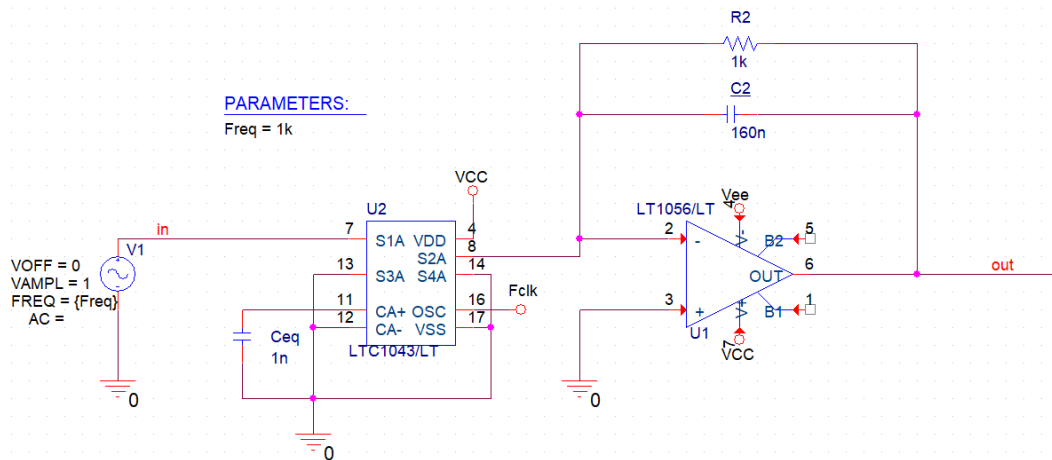 R2
1k
C2
160n
PARAMETERS:
Freq = 1k
VCC
U2
in
7
S1A
VDD
4
8
S2A
13
S3A
S4A
14
11
CA+
OSC
16
Fclk
12
CA-
VSS
17
LTC1043/LT
Ceq
1n
V1
VOFF = 0
VAMPL = 1
FREQ = {Freq}
AC =
0
0
Vee
4
LT1056/LT
2
-
V-
B2
5
OUT
6
out
3
+
V+
B1
1
U1
7
VCC
0